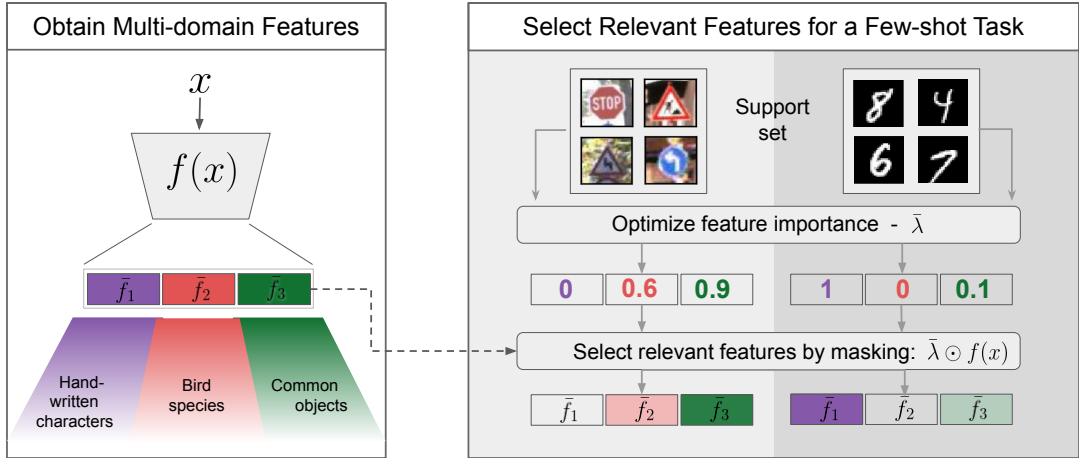 Obtain Multi-domain Features
x
f(x)
f̄₁ f̄₂ f̄₃
Hand-
written
characters
Bird
species
Common
objects
Select Relevant Features for a Few-shot Task
STOP
Support
set
8 4
6 7
Optimize feature importance - λ̄
0 0.6 0.9
1 0 0.1
Select relevant features by masking: λ̄ ⊙ f(x)
f̄₁ f̄₂ f̄₃
f̄₁ f̄₂ f̄₃